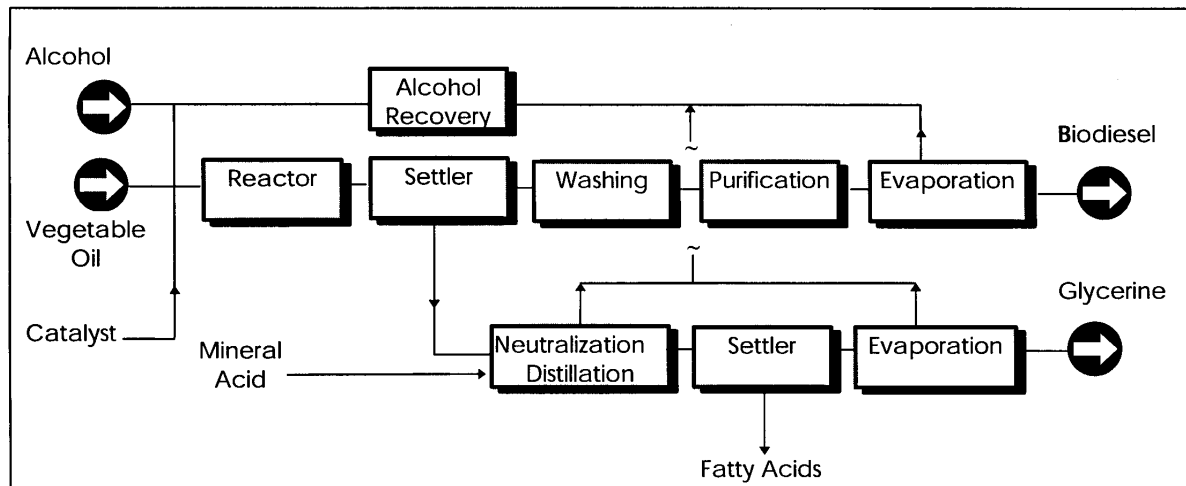 Alcohol
Alcohol
Recovery
Biodiesel
Reactor
Settler
Washing
Purification
Evaporation
Vegetable
Oil
Glycerine
Catalyst
Mineral
Acid
Neutralization
Distillation
Settler
Evaporation
Fatty Acids
~
~